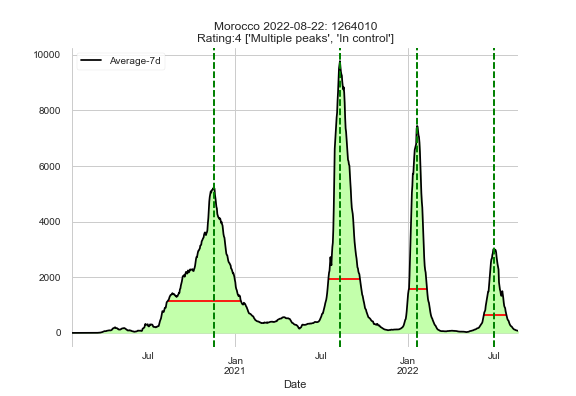 Morocco 2022-08-22: 1264010
Rating:4 ['Multiple peaks', 'In control']
Average-7d
10000
8000
6000
4000
2000
0
Jul
Jan
2021
Jul
Jan
2022
Jul
Date